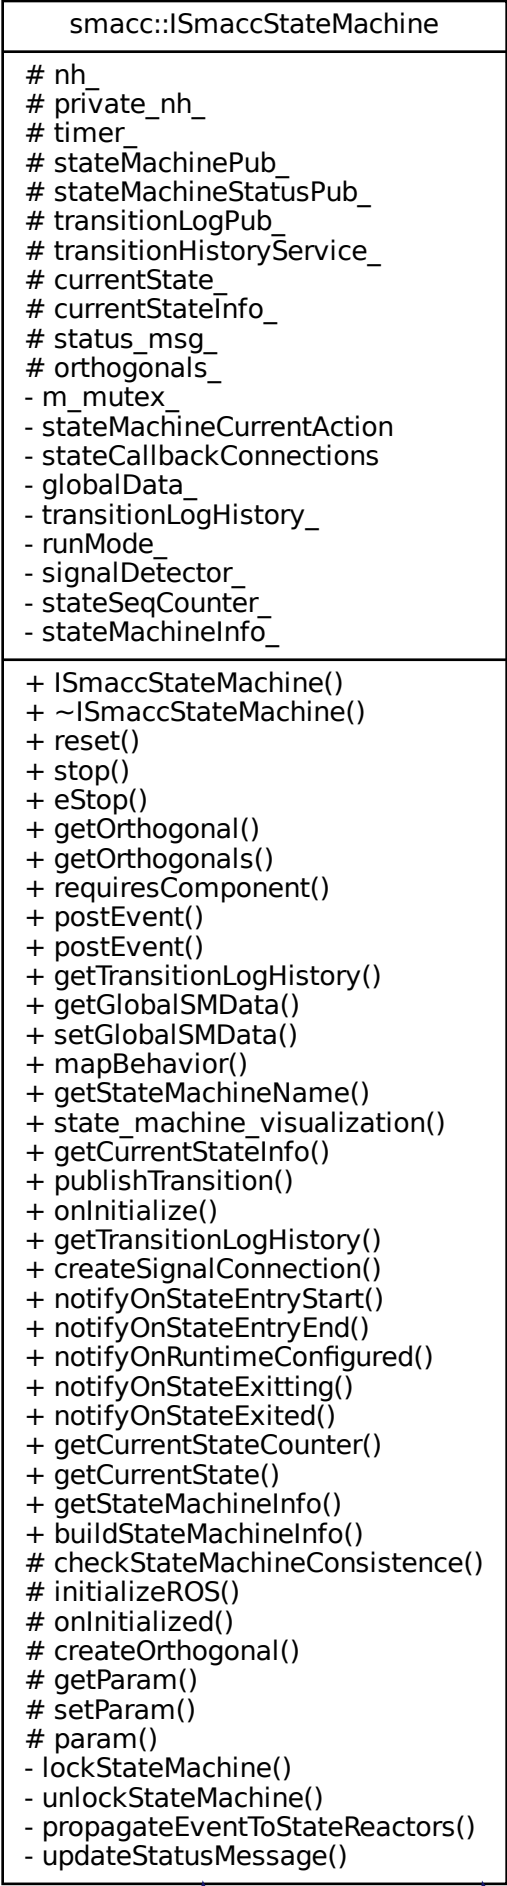 smacc::ISmaccStateMachine
# nh_
# private_nh_
# timer_
# stateMachinePub_
# stateMachineStatusPub_
# transitionLogPub_
# transitionHistoryService_
# currentState_
# currentStateInfo_
# status_msg_
# orthogonals_
- m_mutex_
- stateMachineCurrentAction
- stateCallbackConnections
- globalData_
- transitionLogHistory_
- runMode_
- signalDetector_
- stateSeqCounter_
- stateMachineInfo_
+ ISmaccStateMachine()
+ ~ISmaccStateMachine()
+ reset()
+ stop()
+ eStop()
+ getOrthogonal()
+ getOrthogonals()
+ requiresComponent()
+ postEvent()
+ postEvent()
+ getTransitionLogHistory()
+ getGlobalSMData()
+ setGlobalSMData()
+ mapBehavior()
+ getStateMachineName()
+ state_machine_visualization()
+ getCurrentStateInfo()
+ publishTransition()
+ onInitialize()
+ getTransitionLogHistory()
+ createSignalConnection()
+ notifyOnStateEntryStart()
+ notifyOnStateEntryEnd()
+ notifyOnRuntimeConfigured()
+ notifyOnStateExitting()
+ notifyOnStateExited()
+ getCurrentStateCounter()
+ getCurrentState()
+ getStateMachineInfo()
+ buildStateMachineInfo()
# checkStateMachineConsistence()
# initializeROS()
# onInitialized()
# createOrthogonal()
# getParam()
# setParam()
# param()
- lockStateMachine()
- unlockStateMachine()
- propagateEventToStateReactors()
- updateStatusMessage()